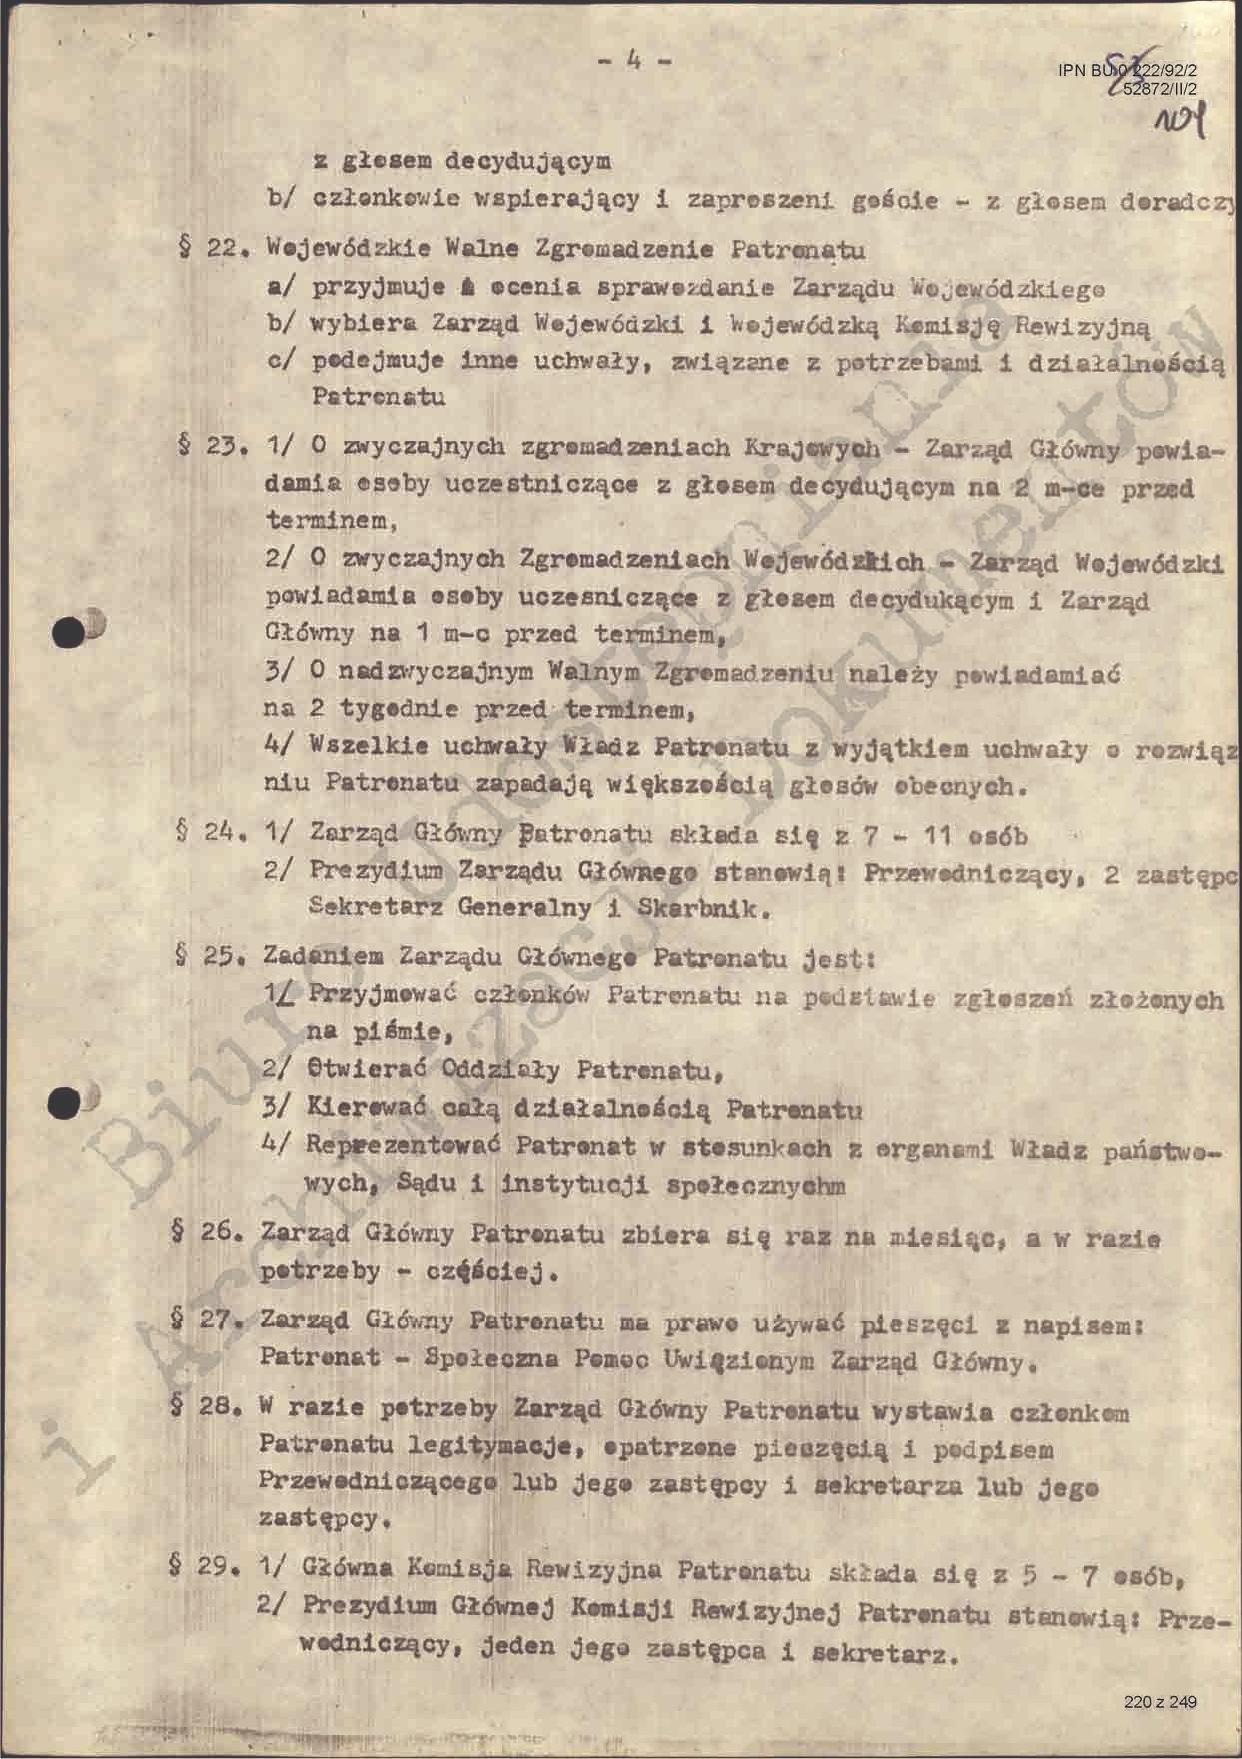 - 4 -
IPN BU 0 222/92/2
52872/II/2
z głosem decydującym
b/ członkowie wspierający i zaproszeni goście - z głosem doradczy
§ 22. Wojewódzkie Walne Zgromadzenie Patronatu
a/ przyjmuje & ocenia sprawozdanie Zarządu Wojewódzkiego
b/ wybiera Zarząd Wojewódzki i Wojewódzką Komisję Rewizyjną
c/ podejmuje inne uchwały, związane z potrzebami i działalnością
Patronatu
§ 23. 1/ O zwyczajnych zgromadzeniach Krajowych - Zarząd Główny powia-
damia osoby uczestniczące z głosem decydującym na 2 m-ce przed
terminem,
2/ O zwyczajnych Zgromadzeniach Wojewódzkich - Zarząd Wojewódzki
powiadamia osoby uczesniczące z głosem decydukącym i Zarząd
Główny na 1 m-c przed terminem,
3/ O nadzwyczajnym Walnym Zgromadzeniu należy powiadamiać
na 2 tygodnie przed terminem,
4/ Wszelkie uchwały Władz Patronatu z wyjątkiem uchwały o rozwiąz
niu Patronatu zapadają większością głosów obecnych.
§ 24. 1/ Zarząd Główny Patronatu składa się z 7 - 11 osób
2/ Prezydium Zarządu Głównego stanowią: Przewodniczący, 2 zastępc
Sekretarz Generalny i Skarbnik.
§ 25. Zadaniem Zarządu Głównego Patronatu jest:
1/ Przyjmować członków Patronatu na podstawie zgłoszeń złożonych
na piśmie,
2/ Otwierać Oddziały Patronatu,
3/ Kierować całą działalnością Patronatu
4/ Reprezentować Patronat w stosunkach z organami Władz państwo-
wych, Sądu i instytucji społecznychm
§ 26. Zarząd Główny Patronatu zbiera się raz na miesiąc, a w razie
potrzeby - częściej.
§ 27. Zarząd Główny Patronatu ma prawo używać pieszęci z napisem:
Patronat - Społeczna Pomoc Uwięzionym Zarząd Główny.
§ 28. W razie potrzeby Zarząd Główny Patronatu wystawia członkom
Patronatu legitymacje, opatrzone pieczęcią i podpisem
Przewodniczącego lub jego zastępcy i sekretarza lub jego
zastępcy.
§ 29. 1/ Główna Komisja Rewizyjna Patronatu składa się z 5 - 7 osób,
2/ Prezydium Głównej Komisji Rewizyjnej Patronatu stanowią: Prze-
wodniczący, jeden jego zastępca i sekretarz.
220 z 249
Biuro Udostępniania
i Archiwizacji Dokumentów